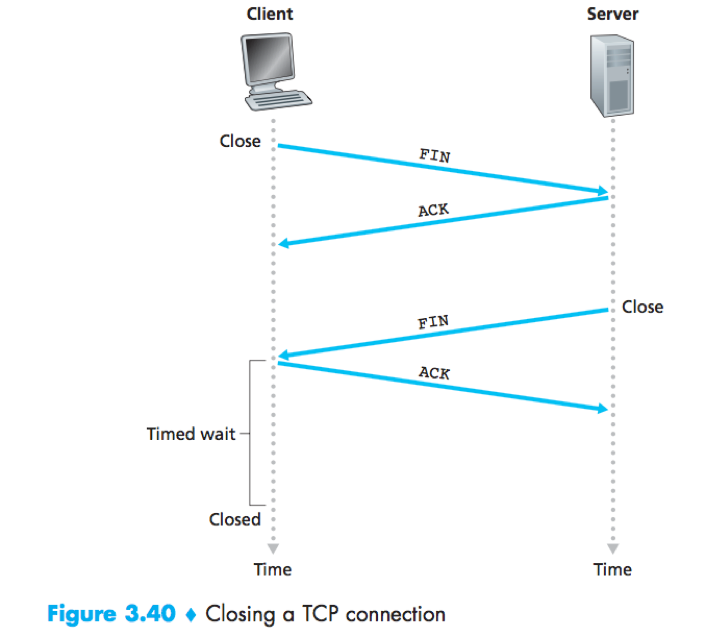 Client Server
Close
FIN
ACK
Close
FIN
ACK
Timed wait
Closed
Time Time
Figure 3.40 ♦ Closing a TCP connection